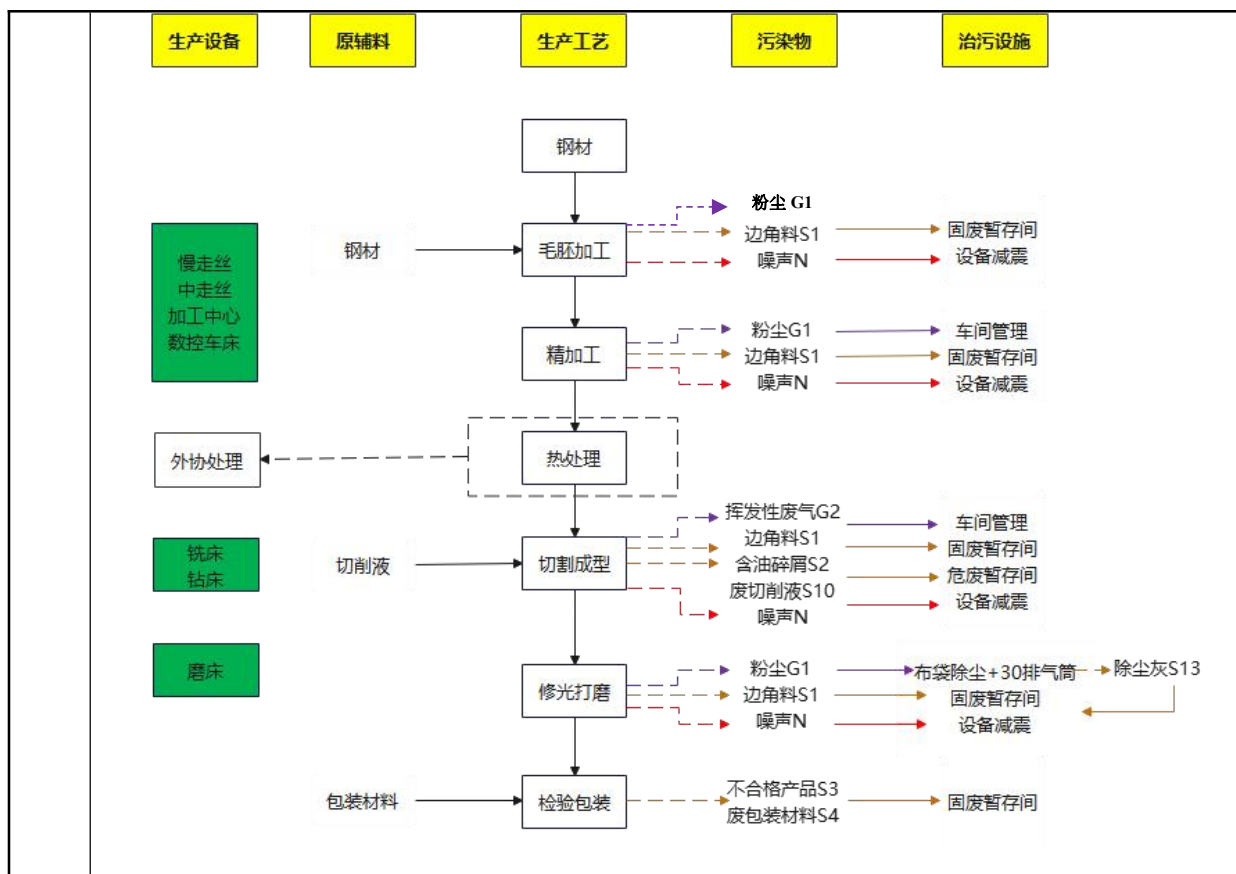 生产设备
原辅料
生产工艺
污染物
治污设施
钢材
粉尘 G1
慢走丝
中走丝
加工中心
数控车床
钢材
毛胚加工
边角料S1
噪声N
固废暂存间
设备减震
精加工
粉尘G1
边角料S1
噪声N
车间管理
固废暂存间
设备减震
外协处理
热处理
铣床
钻床
切削液
切割成型
挥发性废气G2
边角料S1
含油碎屑S2
废切削液S10
噪声N
车间管理
固废暂存间
危废暂存间
设备减震
磨床
修光打磨
粉尘G1
边角料S1
噪声N
布袋除尘+30排气筒
固废暂存间
设备减震
除尘灰S13
包装材料
检验包装
不合格产品S3
废包装材料S4
固废暂存间